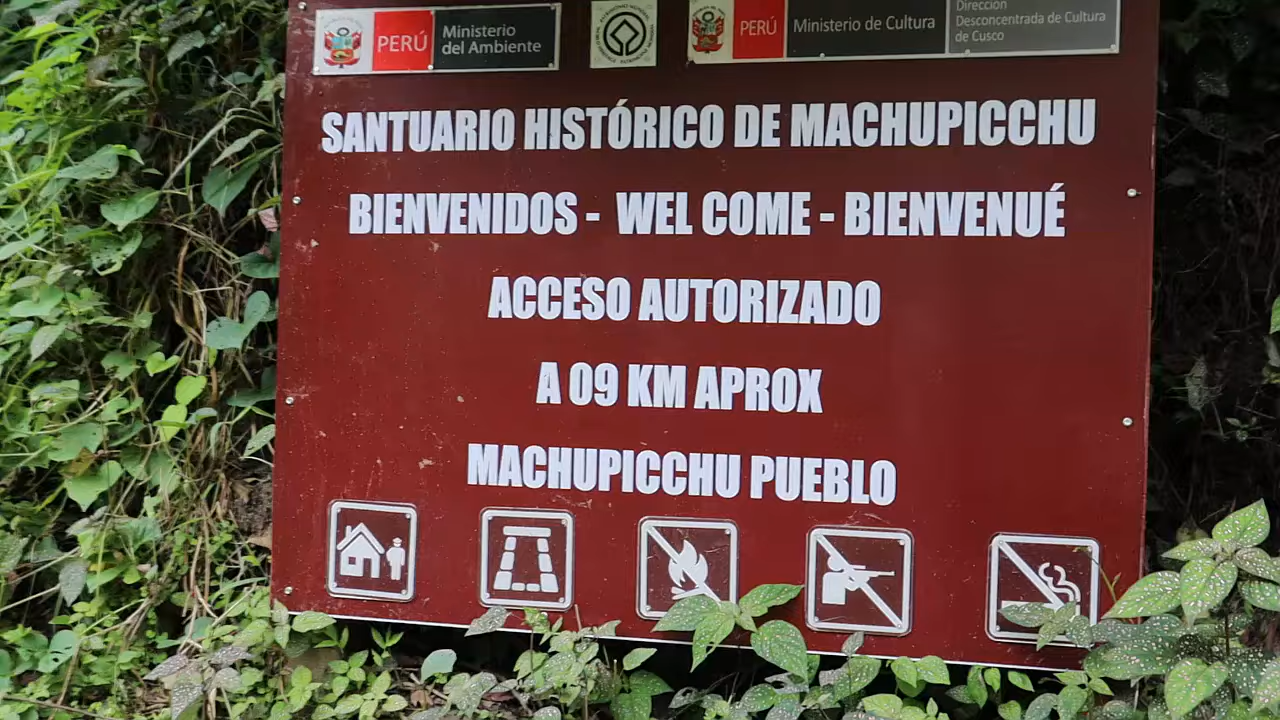 PERÚ Ministerio del Ambiente
PERÚ Ministerio de Cultura
Dirección
Desconcentrada de Cultura
de Cusco
SANTUARIO HISTÓRICO DE MACHUPICCHU
BIENVENIDOS - WEL COME - BIENVENUÉ
ACCESO AUTORIZADO
A 09 KM APROX
MACHUPICCHU PUEBLO